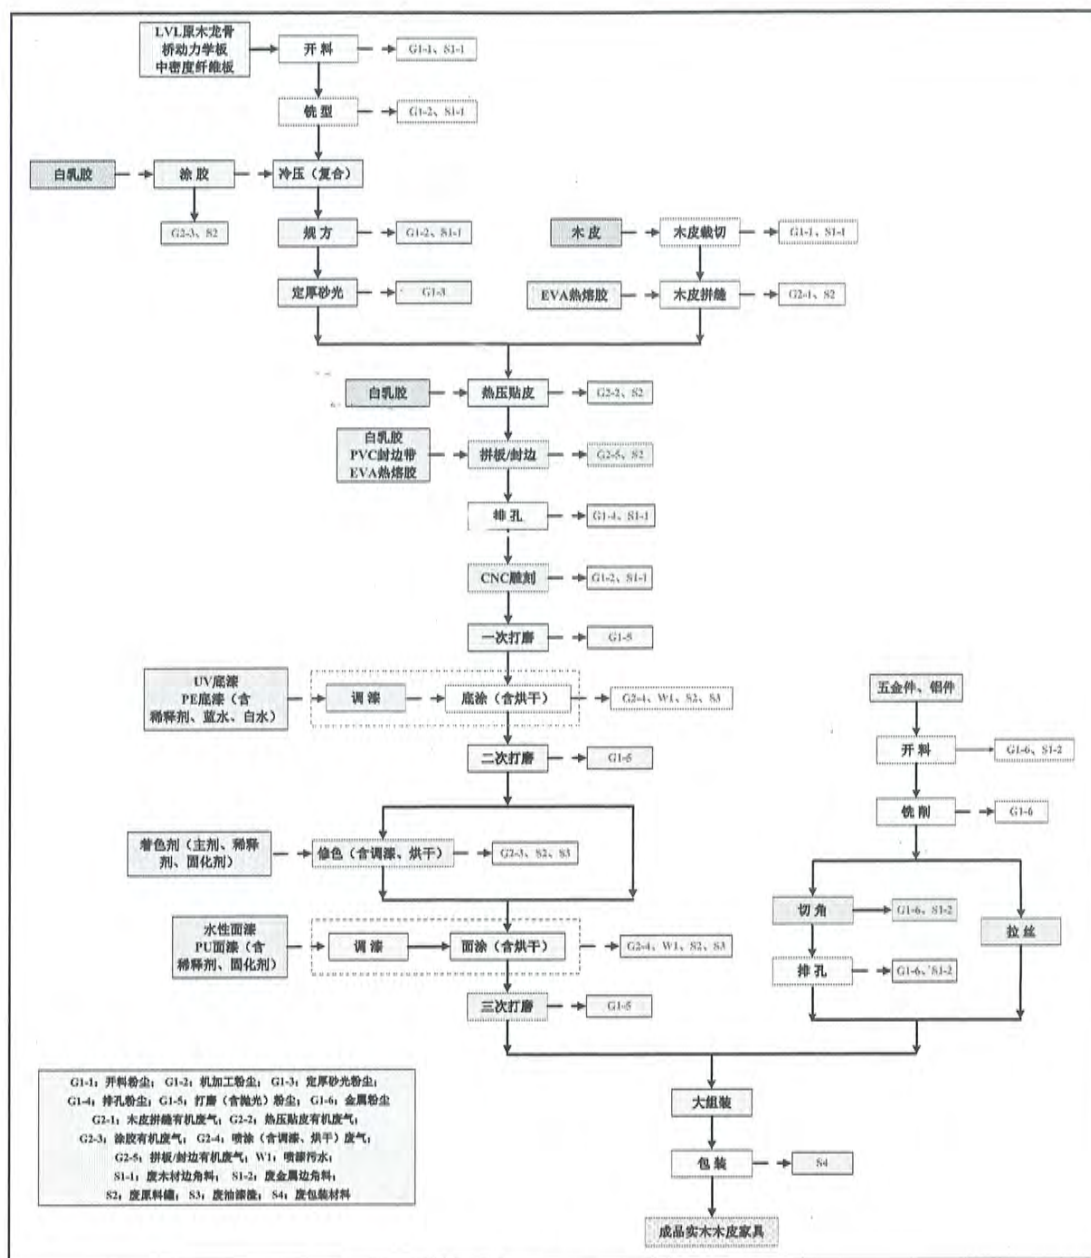 LVL原木龙骨
桥动力学板
中密度纤维板
开料
G1-1、S1-1
铣型
G1-2、S1-1
白乳胶
涂胶
冷压（复合）
G2-3、S2
规方
G1-2、S1-1
木皮
木皮裁切
G1-1、S1-1
定厚砂光
G1-3
EVA热熔胶
木皮拼缝
G2-1、S2
白乳胶
热压贴皮
G2-2、S2
白乳胶
PVC封边带
EVA热熔胶
拼板/封边
G2-5、S2
排孔
G1-4、S1-1
CNC雕刻
G1-2、S1-1
一次打磨
G1-5
UV底漆
PE底漆（含
稀释剂、蓝水、白水）
调漆
底涂（含烘干）
G2-4、W1、S2、S3
五金件、铝件
二次打磨
G1-5
开料
G1-6、S1-2
铣削
G1-6
着色剂（主剂、稀释
剂、固化剂）
修色（含调漆、烘干）
G2-3、S2、S3
切角
G1-6、S1-2
拉丝
水性面漆
PU面漆（含
稀释剂、固化剂）
调漆
面涂（含烘干）
G2-4、W1、S2、S3
排孔
G1-6、S1-2
三次打磨
G1-5
G1-1：开料粉尘； G1-2：机加工粉尘； G1-3：定厚砂光粉尘；
G1-4：排孔粉尘； G1-5：打磨（含抛光）粉尘； G1-6：金属粉尘
G2-1：木皮拼缝有机废气； G2-2：热压贴皮有机废气；
G2-3：涂胶有机废气； G2-4：喷涂（含调漆、烘干）废气；
G2-5：拼板/封边有机废气； W1：喷漆污水；
S1-1：废木材边角料； S1-2：废金属边角料；
S2：废原料罐； S3：废油漆渣； S4：废包装材料
大组装
包装
S4
成品实木木皮家具